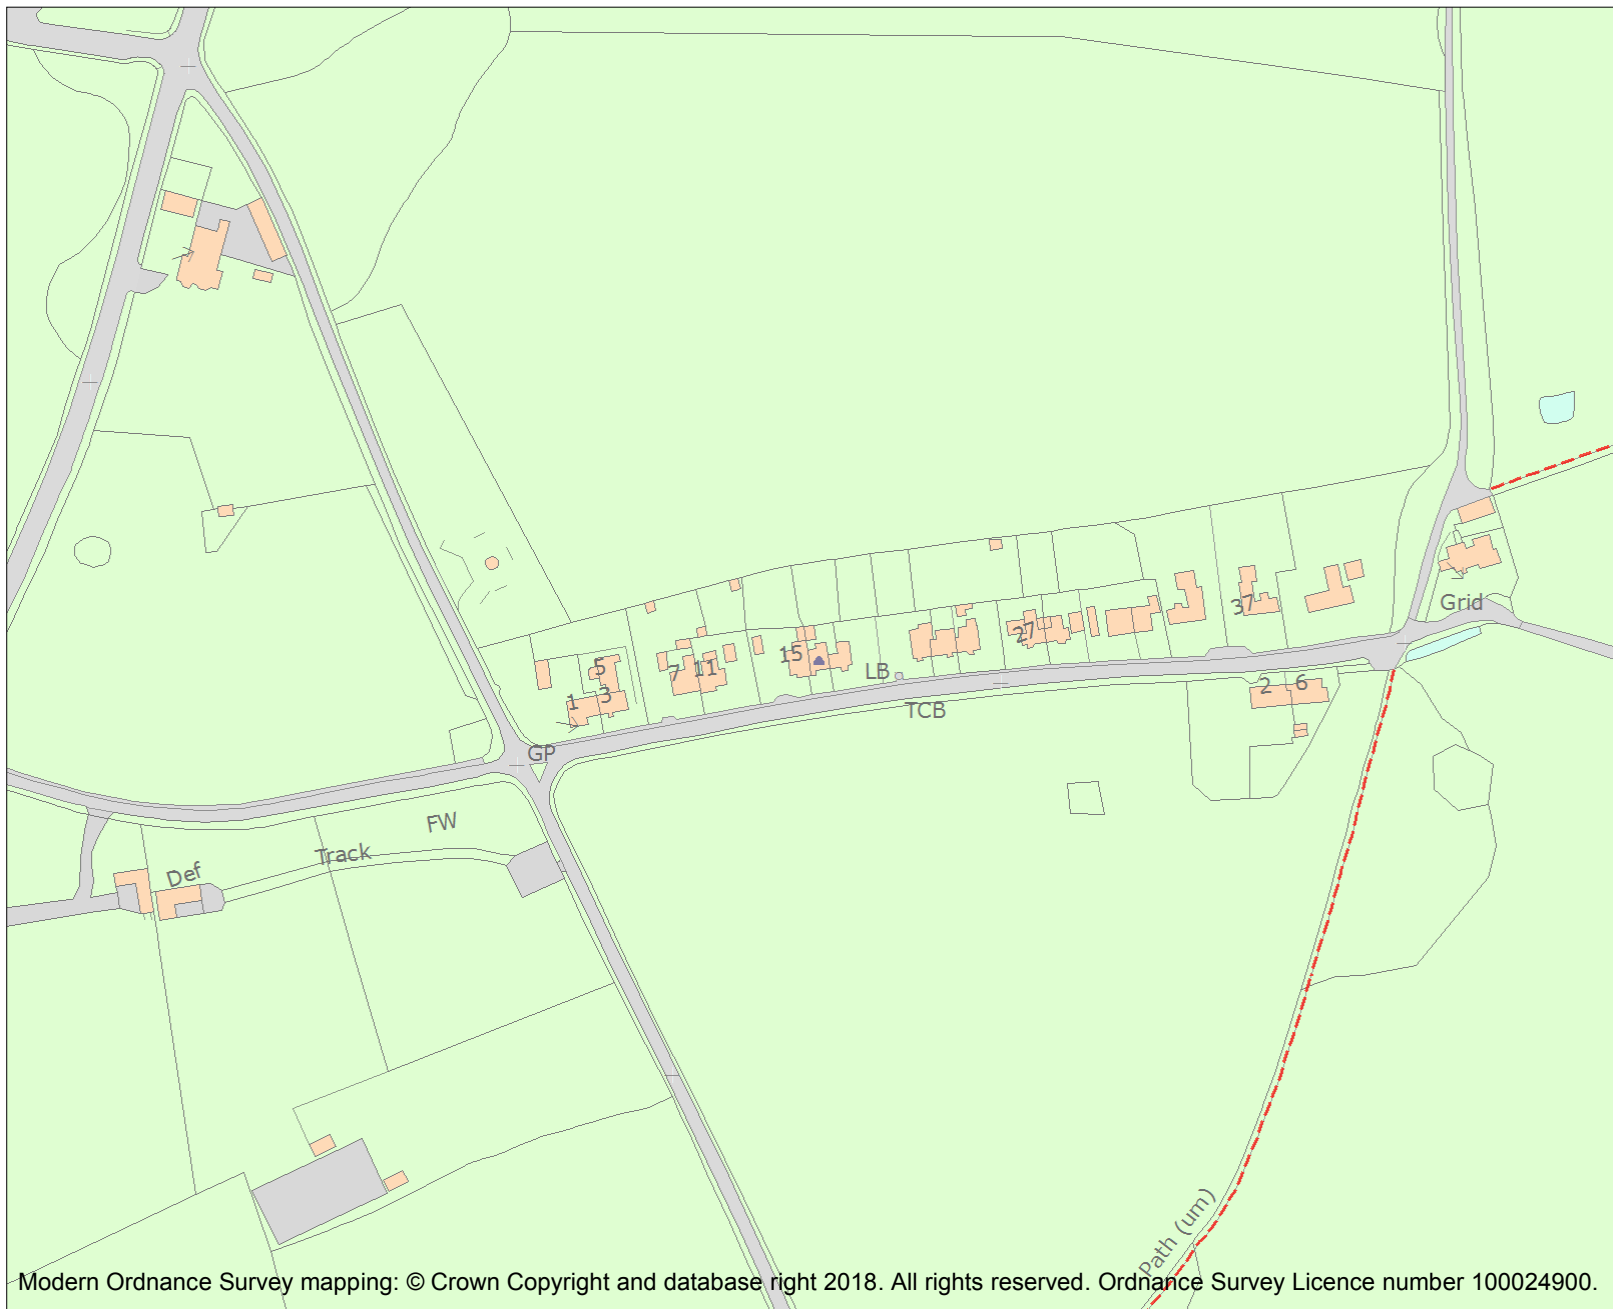 Grid
37
27
5
15
LB
7
11
2
6
1
3
TCB
GP
FW
Track
Def
Path (um)
Modern Ordnance Survey mapping: © Crown Copyright and database right 2018. All rights reserved. Ordnance Survey Licence number 100024900.